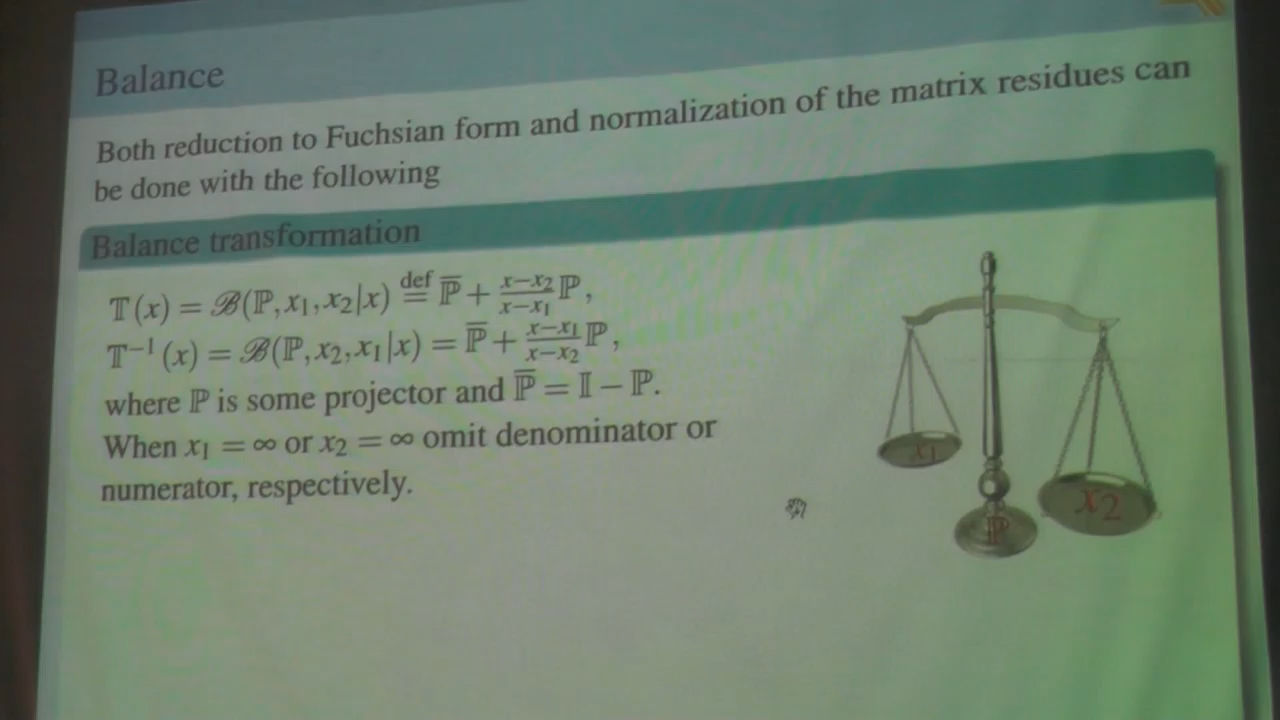 Balance
Both reduction to Fuchsian form and normalization of the matrix residues can
be done with the following
Balance transformation
𝕋(x) = ℬ(ℙ, x₁, x₂|x) ≝ ℙ̅ + \frac{x−x₂}{x−x₁} ℙ,
𝕋⁻¹(x) = ℬ(ℙ, x₂, x₁|x) = ℙ̅ + \frac{x−x₁}{x−x₂} ℙ,
where ℙ is some projector and ℙ̅ = 𝕀 − ℙ.
When x₁ = ∞ or x₂ = ∞ omit denominator or
numerator, respectively.
x₁
x₂
ℙ